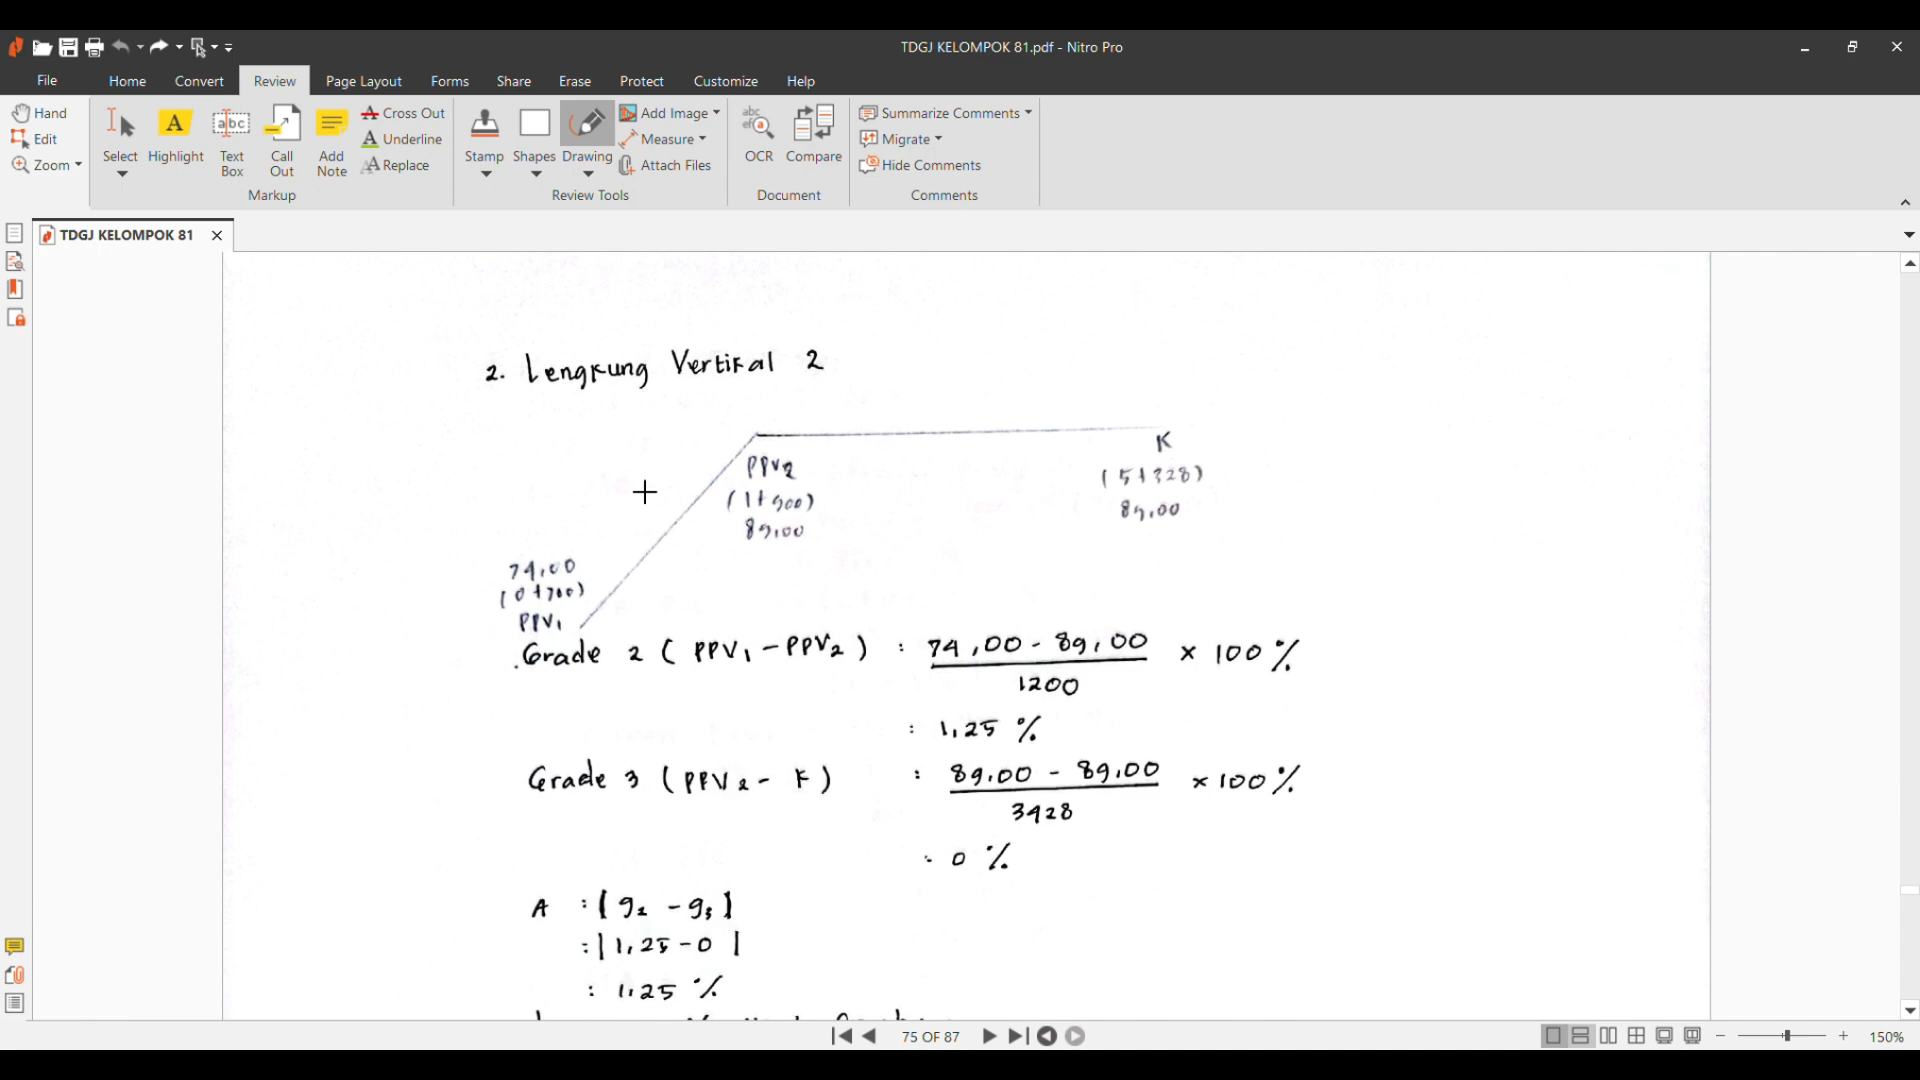 TDGJ KELOMPOK 81.pdf - Nitro Pro
File Home Convert Review Page Layout Forms Share Erase Protect Customize Help
Hand
Edit
Zoom
Select
Highlight
Text Box
Call Out
Add Note
Cross Out
Underline
Replace
Markup
Stamp
Shapes
Drawing
Add Image
Measure
Attach Files
Review Tools
OCR
Compare
Document
Summarize Comments
Migrate
Hide Comments
Comments
TDGJ KELOMPOK 81
2. Lengkung Vertikal 2
K
(5+328)
89,00
PPV2
(1+900)
89,00
74,00
(0+700)
PPV1
Grade 2 ( PPV1 - PPV2 ) : 74,00 - 89,00 x 100 %
1200
: 1,25 %
Grade 3 (PPV2 - K) : 89,00 - 89,00 x 100 %
3428
: 0 %
A : | g2 - g3 |
: | 1,25 - 0 |
: 1,25 %
75 OF 87
150%